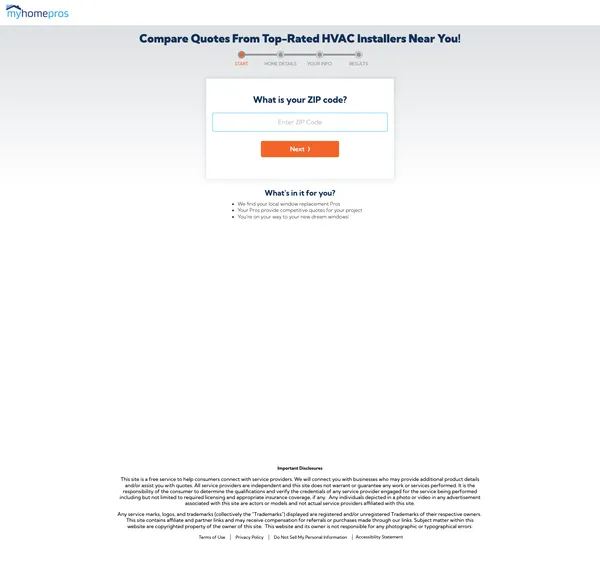 myhomepros
Compare Quotes From Top-Rated HVAC Installers Near You!
START HOME DETAILS YOUR INFO RESULTS
What is your ZIP code?
Enter ZIP Code
Next ⟩
What's in it for you?
• We find your local window replacement Pros
• Your Pros provide competitive quotes for your project
• You're on your way to your new dream windows!
Important Disclosures
This site is a free service to help consumers connect with service providers. We will connect you with businesses who may provide additional product details
and/or assist you with quotes. All service providers are independent and this site does not warrant or guarantee any work or services performed. It is the
responsibility of the consumer to determine the qualifications and verify the credentials of any service provider engaged for the service being performed
including but not limited to required licensing and appropriate insurance coverage, if any. Any individuals depicted in a photo or video in any advertisement
associated with this site are actors or models and not actual service providers affiliated with this site.
Any service marks, logos, and trademarks (collectively the "Trademarks") displayed are registered and/or unregistered Trademarks of their respective owners.
This site contains affiliate and partner links and may receive compensation for referrals or purchases made through our links. Subject matter within this
website are copyrighted property of the owner of this site. This website and its owner is not responsible for any photographic or typographical errors
Terms of Use | Privacy Policy | Do Not Sell My Personal Information | Accessibility Statement